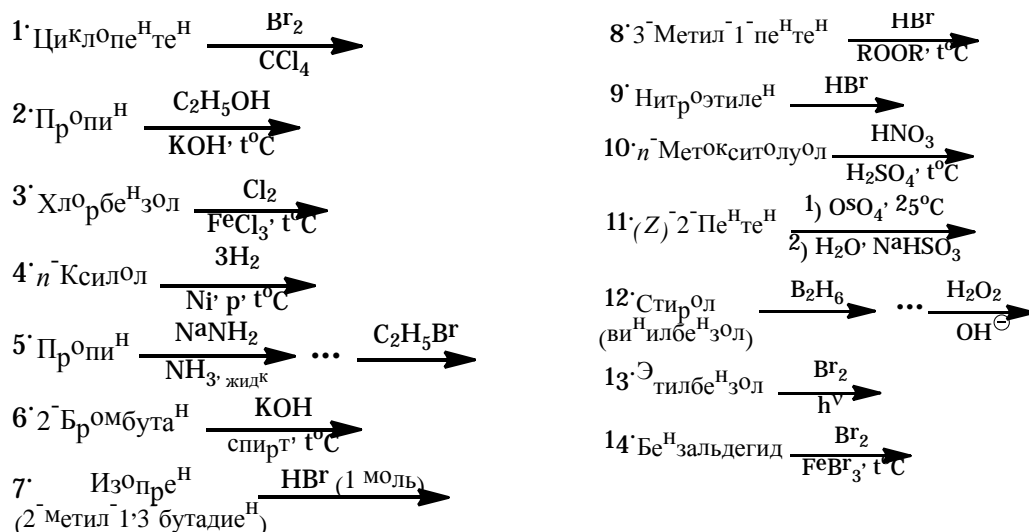 1. Циклопентен Br2
CCl4
2. Пропин C2H5OH
KOH, t°C
3. Хлорбензол Cl2
FeCl3, t°C
4. п-Ксилол 3H2
Ni, p, t°C
5. Пропин NaNH2 ... C2H5Br
NH3, жидк
6. 2-Бромбутан KOH
спирт, t°C
7. Изопрен HBr (1 моль)
(2-метил-1,3 бутадиен)
8. 3-Метил-1-пентен HBr
ROOR, t°C
9. Нитроэтилен HBr
10. п-Метокситолуол HNO3
H2SO4, t°C
11. (Z)-2-Пентен 1) OsO4, 25°C
2) H2O, NaHSO3
12. Стирол B2H6 ... H2O2
(винилбензол) OH⊖
13. Этилбензол Br2
hν
14. Бензальдегид Br2
FeBr3, t°C